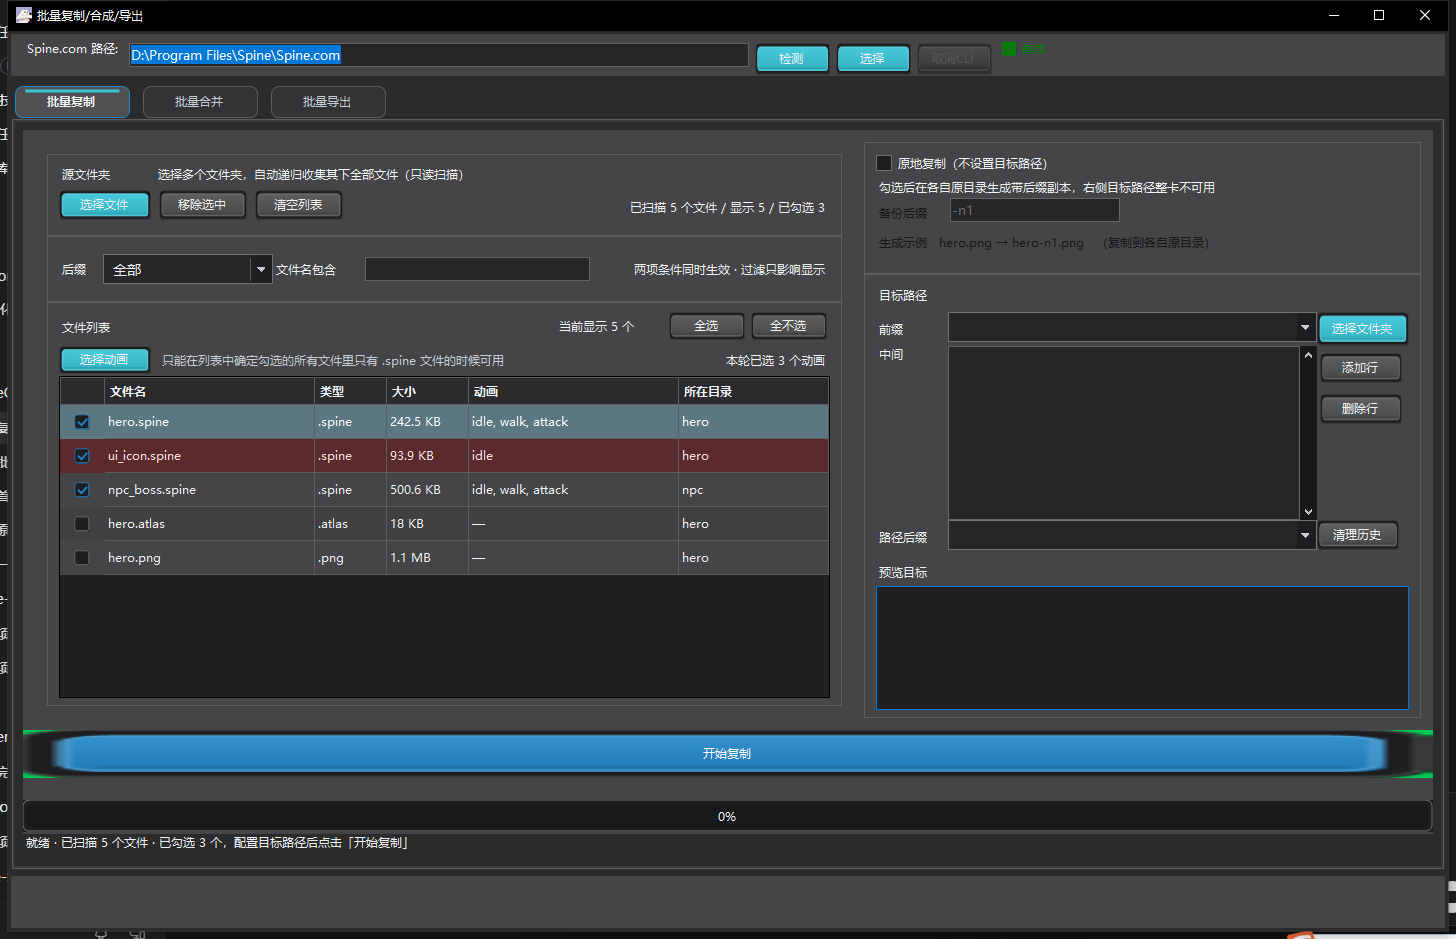 批量复制/合成/导出
Spine.com 路径: D:\Program Files\Spine\Spine.com 检测 选择 取消CLI 有效
批量复制 批量合并 批量导出
源文件夹 选择多个文件夹，自动递归收集其下全部文件（只读扫描）
选择文件 移除选中 清空列表 已扫描 5 个文件 / 显示 5 / 已勾选 3
后缀 全部 文件名包含 两项条件同时生效 · 过滤只影响显示
文件列表 当前显示 5 个 全选 全不选
选择动画 只能在列表中确定勾选的所有文件里只有 .spine 文件的时候可用 本轮已选 3 个动画
文件名 类型 大小 动画 所在目录
hero.spine .spine 242.5 KB idle, walk, attack hero
ui_icon.spine .spine 93.9 KB idle hero
npc_boss.spine .spine 500.6 KB idle, walk, attack npc
hero.atlas .atlas 18 KB — hero
hero.png .png 1.1 MB — hero
原地复制（不设置目标路径）
勾选后在各自原目录生成带后缀副本，右侧目标路径整卡不可用
备份后缀 -n1
生成示例 hero.png → hero-n1.png （复制到各自原目录）
目标路径
前缀 选择文件夹
中间 添加行
删除行
路径后缀 清理历史
预览目标
开始复制
0%
就绪 · 已扫描 5 个文件 · 已勾选 3 个，配置目标路径后点击「开始复制」